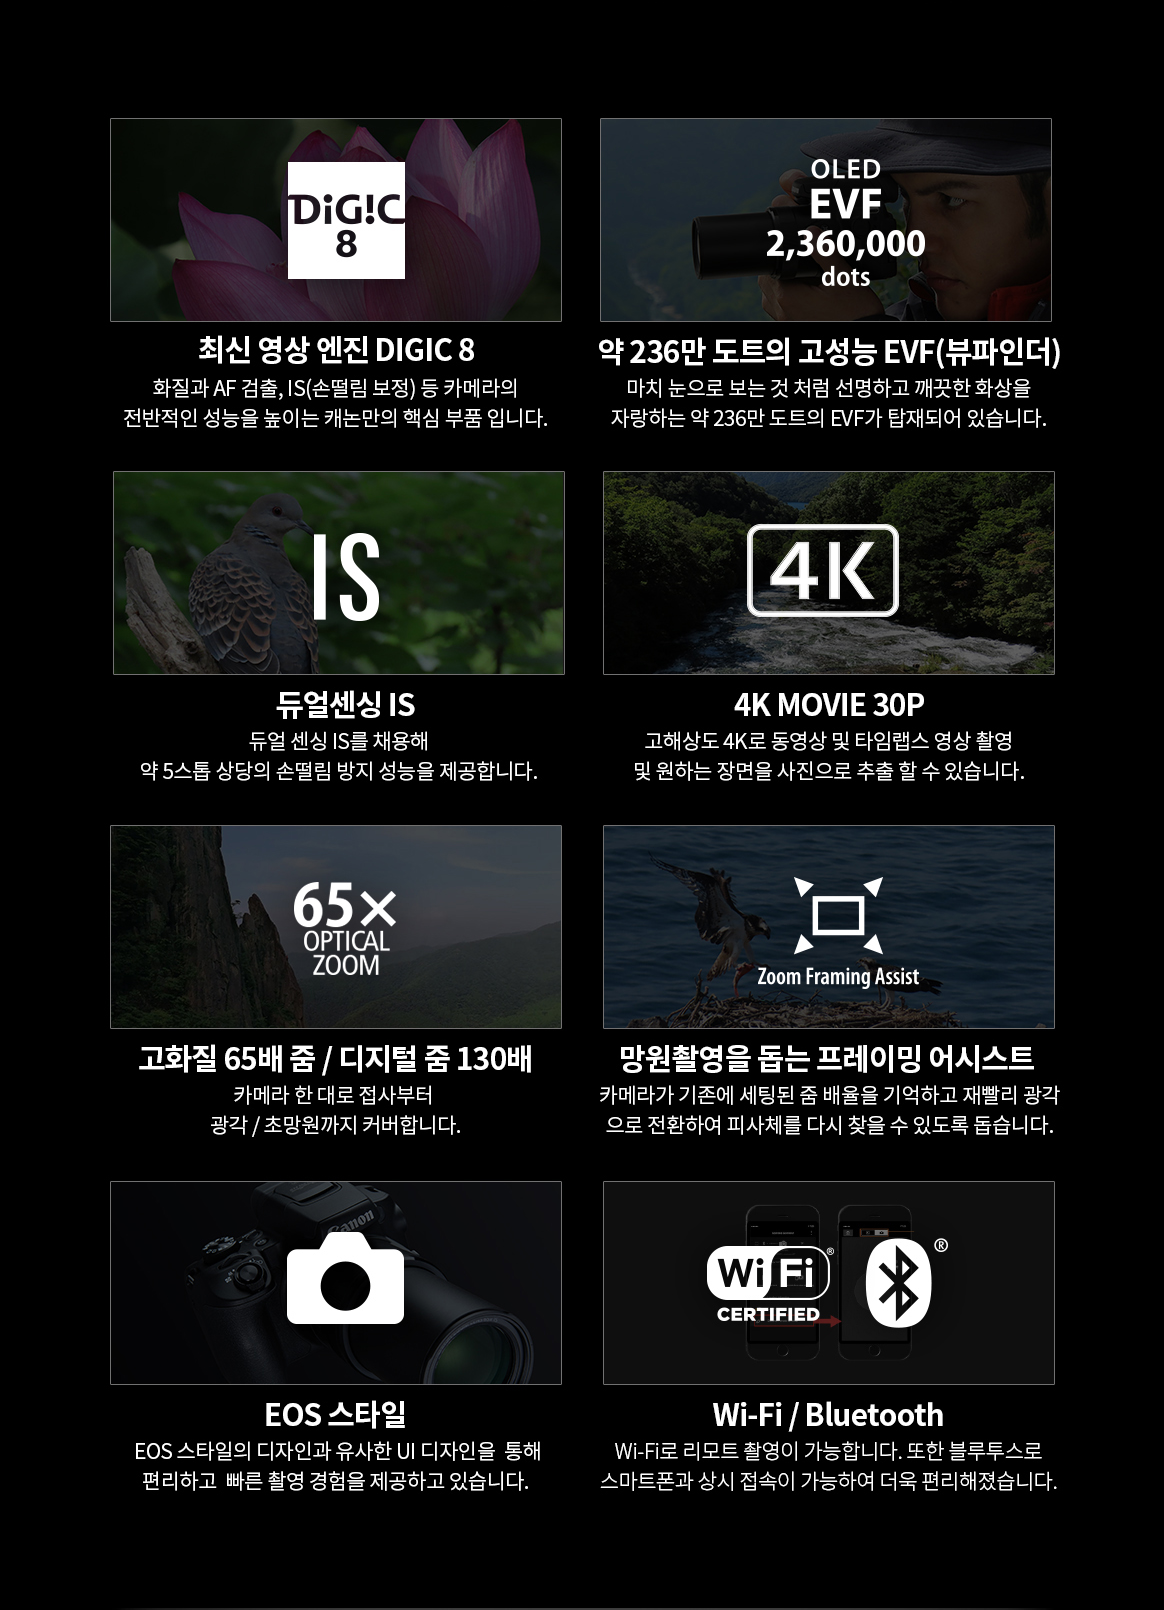 DiG!C
8
최신 영상 엔진 DIGIC 8
화질과 AF 검출, IS(손떨림 보정) 등 카메라의
전반적인 성능을 높이는 캐논만의 핵심 부품 입니다.
OLED
EVF
2,360,000
dots
약 236만 도트의 고성능 EVF(뷰파인더)
마치 눈으로 보는 것 처럼 선명하고 깨끗한 화상을
자랑하는 약 236만 도트의 EVF가 탑재되어 있습니다.
IS
듀얼센싱 IS
듀얼 센싱 IS를 채용해
약 5스톱 상당의 손떨림 방지 성능을 제공합니다.
4K
4K MOVIE 30P
고해상도 4K로 동영상 및 타임랩스 영상 촬영
및 원하는 장면을 사진으로 추출 할 수 있습니다.
65×
OPTICAL
ZOOM
고화질 65배 줌 / 디지털 줌 130배
카메라 한 대로 접사부터
광각 / 초망원까지 커버합니다.
Zoom Framing Assist
망원촬영을 돕는 프레이밍 어시스트
카메라가 기존에 세팅된 줌 배율을 기억하고 재빨리 광각
으로 전환하여 피사체를 다시 찾을 수 있도록 돕습니다.
Canon
EOS 스타일
EOS 스타일의 디자인과 유사한 UI 디자인을 통해
편리하고 빠른 촬영 경험을 제공하고 있습니다.
Wi Fi® ®
CERTIFIED
Wi-Fi / Bluetooth
Wi-Fi로 리모트 촬영이 가능합니다. 또한 블루투스로
스마트폰과 상시 접속이 가능하여 더욱 편리해졌습니다.